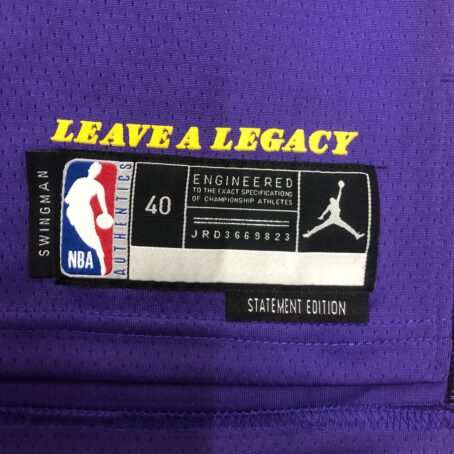 LEAVE A LEGACY
SWINGMAN
NBA
AUTHENTICS
40
ENGINEERED
TO THE EXACT SPECIFICATIONS
OF CHAMPIONSHIP ATHLETES
JRD3669823
STATEMENT EDITION